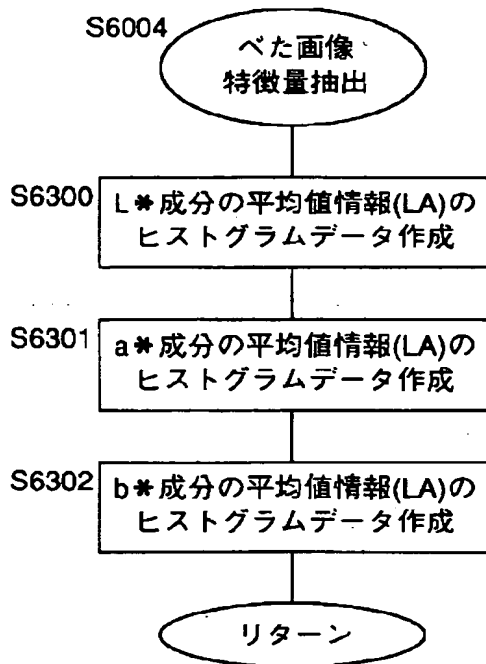 S6004
べた画像
特徴量抽出
S6300
L*成分の平均値情報(LA)の
ヒストグラムデータ作成
S6301
a*成分の平均値情報(LA)の
ヒストグラムデータ作成
S6302
b*成分の平均値情報(LA)の
ヒストグラムデータ作成
リターン